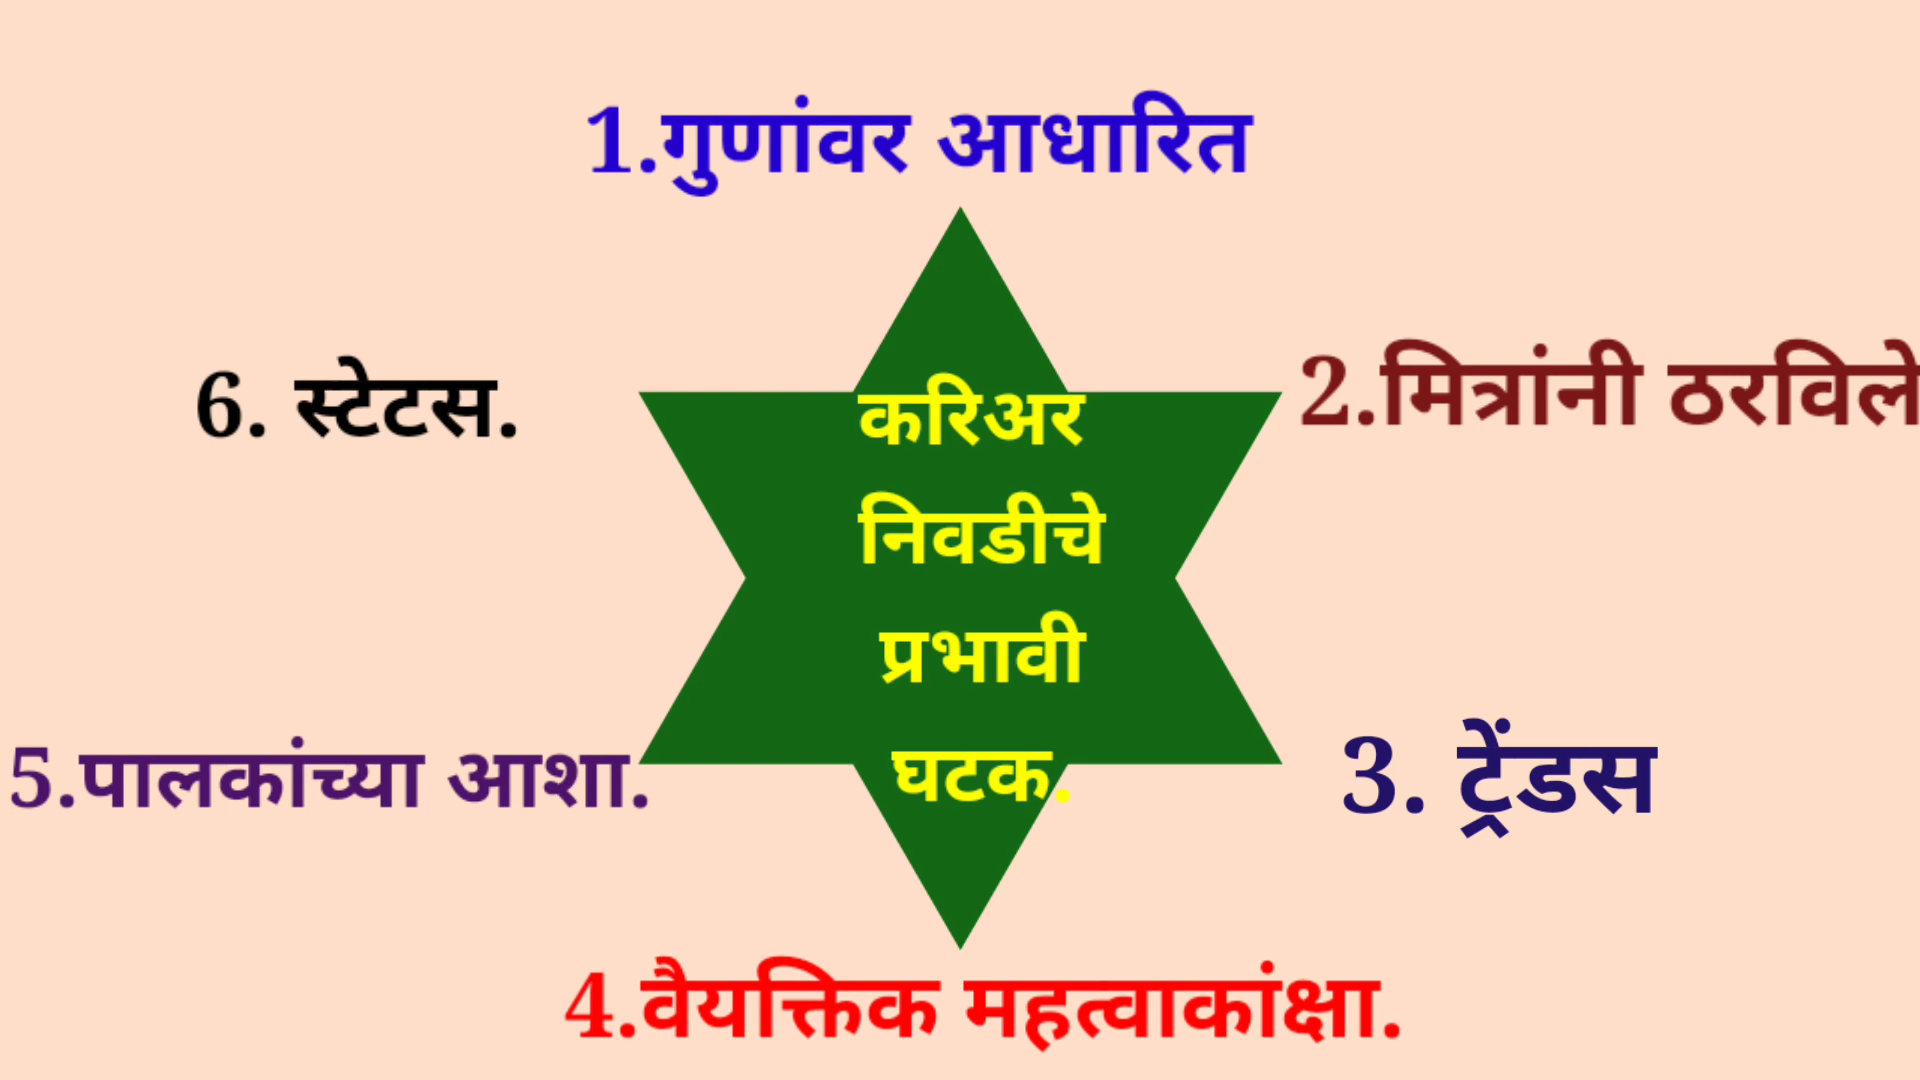 1.गुणांवर आधारित
6. स्टेटस.
2.मित्रांनी ठरविले
करिअर
निवडीचे
प्रभावी
घटक.
5.पालकांच्या आशा.
3. ट्रेंडस
4.वैयक्तिक महत्वाकांक्षा.